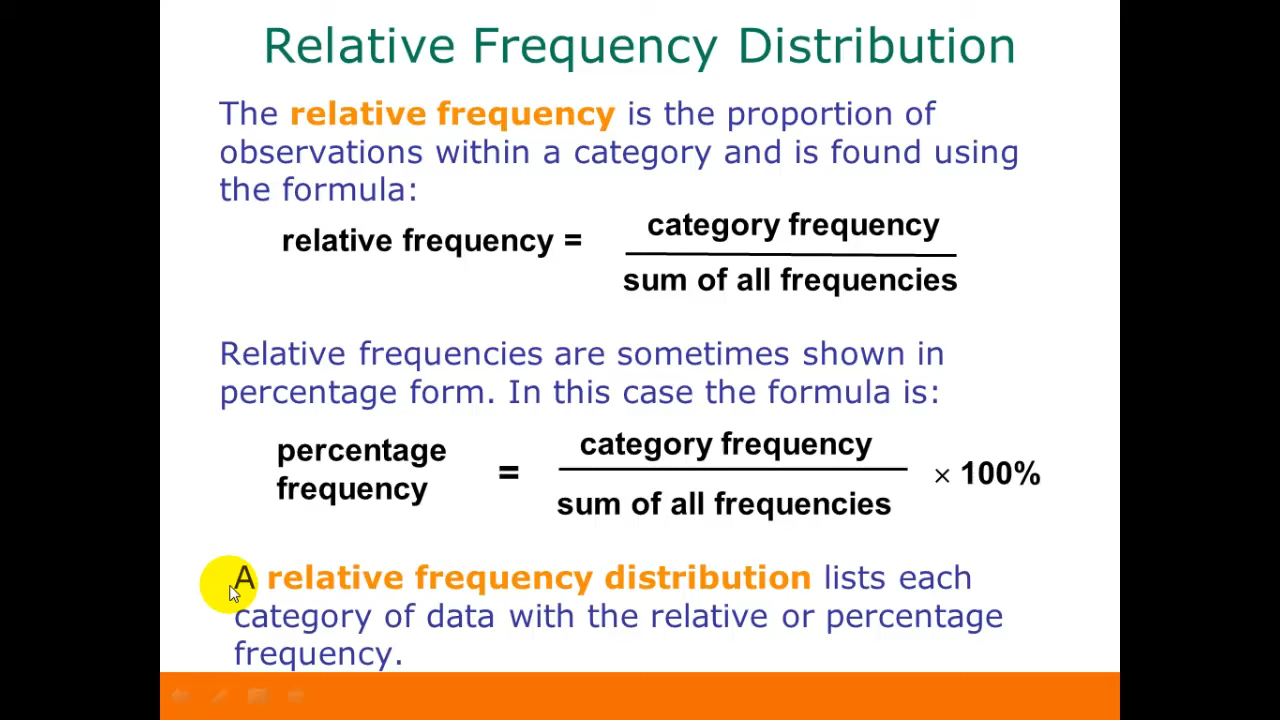 Relative Frequency Distribution
The relative frequency is the proportion of
observations within a category and is found using
the formula:
relative frequency = category frequency
sum of all frequencies
Relative frequencies are sometimes shown in
percentage form. In this case the formula is:
percentage
frequency
= category frequency
sum of all frequencies
× 100%
A relative frequency distribution lists each
category of data with the relative or percentage
frequency.